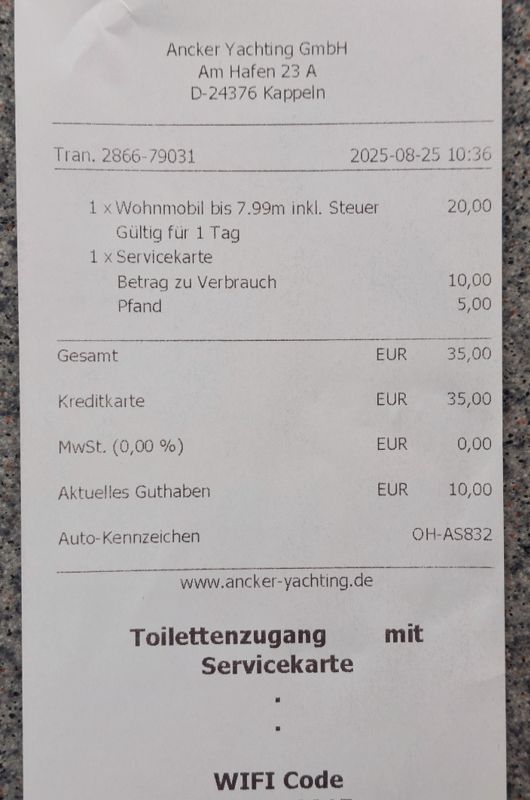 Ancker Yachting GmbH
Am Hafen 23 A
D-24376 Kappeln
Tran. 2866-79031 2025-08-25 10:36
1 x Wohnmobil bis 7.99m inkl. Steuer 20,00
Gültig für 1 Tag
1 x Servicekarte
Betrag zu Verbrauch 10,00
Pfand 5,00
Gesamt EUR 35,00
Kreditkarte EUR 35,00
MwSt. (0,00 %) EUR 0,00
Aktuelles Guthaben EUR 10,00
Auto-Kennzeichen OH-AS832
www.ancker-yachting.de
Toilettenzugang mit
Servicekarte
.
.
WIFI Code